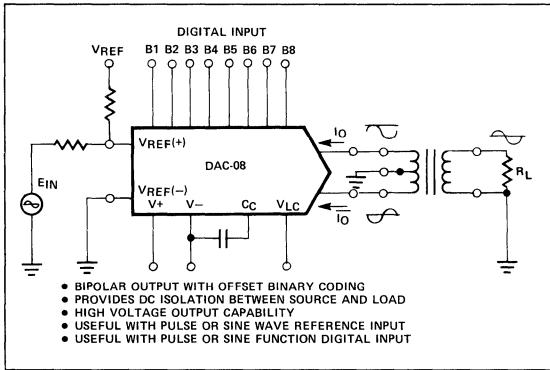 DIGITAL INPUT
VREF B1 B2 B3 B4 B5 B6 B7 B8
IO
VREF(+)
DAC-08
RL
EIN
VREF(–)
V+ V– CC VLC
IO
• BIPOLAR OUTPUT WITH OFFSET BINARY CODING
• PROVIDES DC ISOLATION BETWEEN SOURCE AND LOAD
• HIGH VOLTAGE OUTPUT CAPABILITY
• USEFUL WITH PULSE OR SINE WAVE REFERENCE INPUT
• USEFUL WITH PULSE OR SINE FUNCTION DIGITAL INPUT